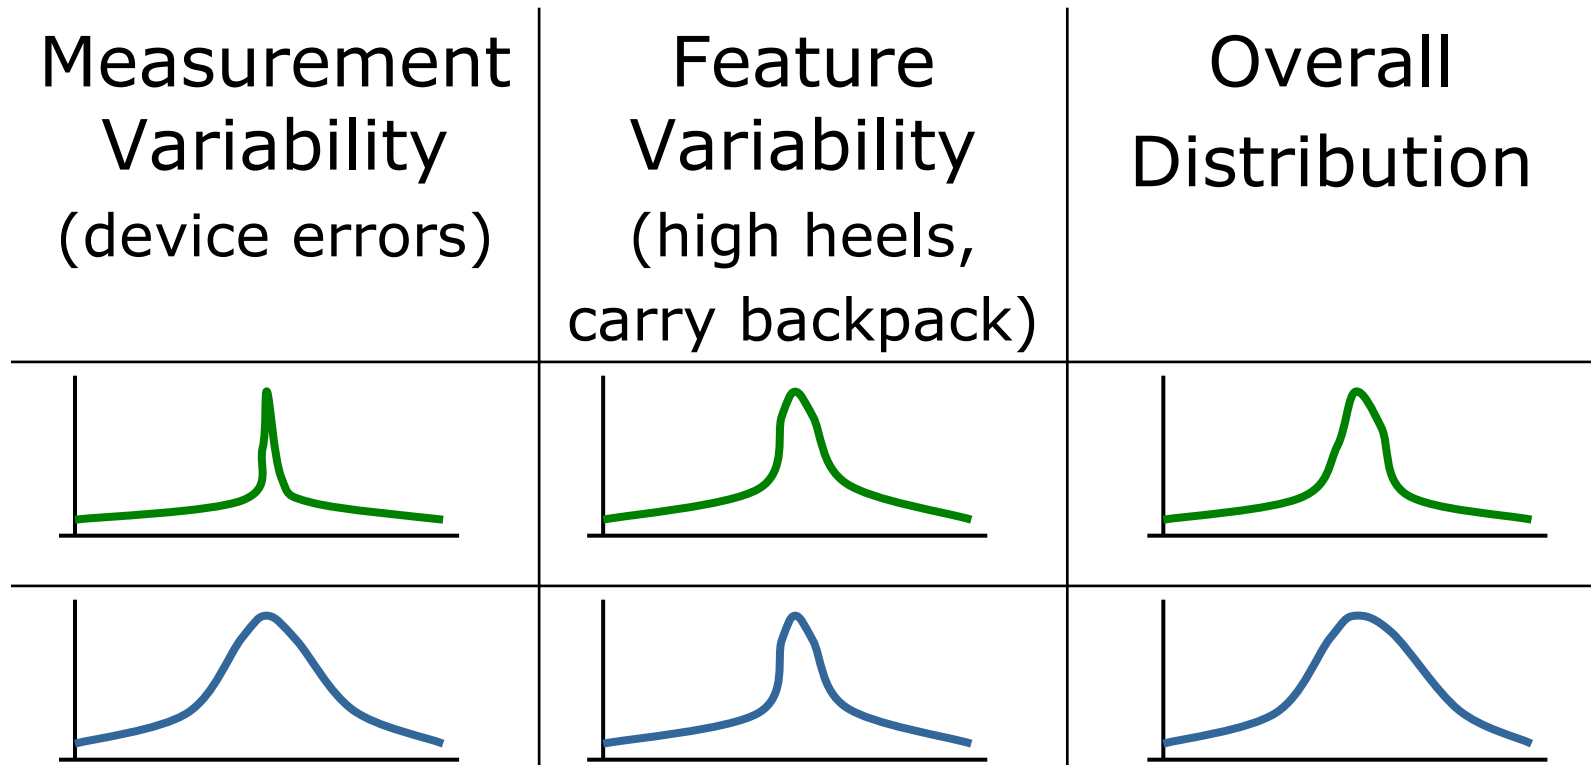 Measurement
Variability
(device errors)
Feature
Variability
(high heels,
carry backpack)
Overall
Distribution